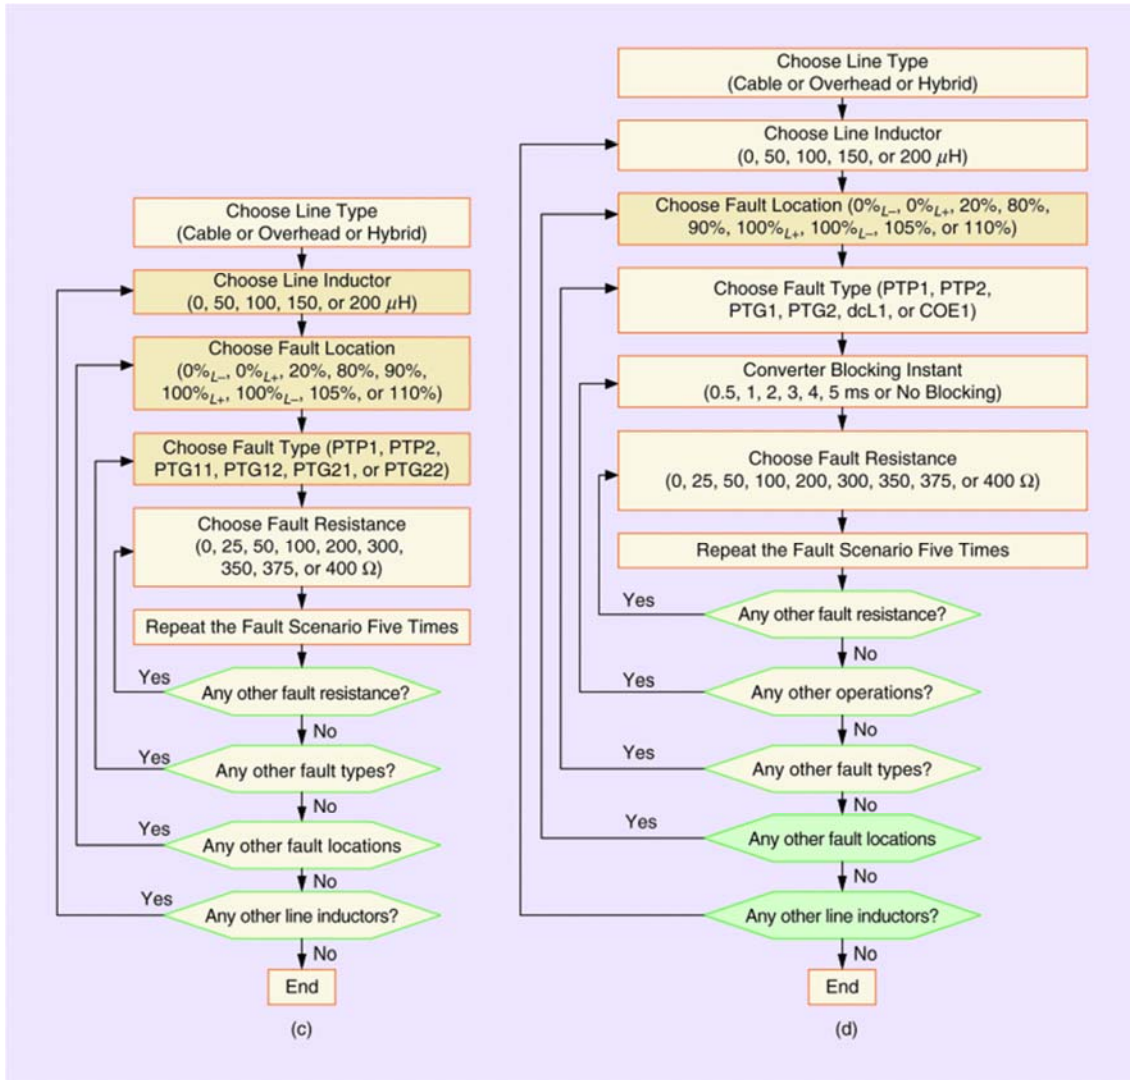 Choose Line Type
(Cable or Overhead or Hybrid)
Choose Line Inductor
(0, 50, 100, 150, or 200 μH)
Choose Fault Location
(0%L–, 0%L+, 20%, 80%, 90%,
100%L+, 100%L–, 105%, or 110%)
Choose Fault Type (PTP1, PTP2,
PTG11, PTG12, PTG21, or PTG22)
Choose Fault Resistance
(0, 25, 50, 100, 200, 300,
350, 375, or 400 Ω)
Repeat the Fault Scenario Five Times
Yes
Any other fault resistance?
No
Yes
Any other fault types?
No
Yes
Any other fault locations
No
Yes
Any other line inductors?
No
End
(c)
Choose Line Type
(Cable or Overhead or Hybrid)
Choose Line Inductor
(0, 50, 100, 150, or 200 μH)
Choose Fault Location (0%L–, 0%L+, 20%, 80%,
90%, 100%L+, 100%L–, 105%, or 110%)
Choose Fault Type (PTP1, PTP2,
PTG1, PTG2, dcL1, or COE1)
Converter Blocking Instant
(0.5, 1, 2, 3, 4, 5 ms or No Blocking)
Choose Fault Resistance
(0, 25, 50, 100, 200, 300, 350, 375, or 400 Ω)
Repeat the Fault Scenario Five Times
Yes
Any other fault resistance?
No
Yes
Any other operations?
No
Yes
Any other fault types?
No
Yes
Any other fault locations
No
Any other line inductors?
No
End
(d)